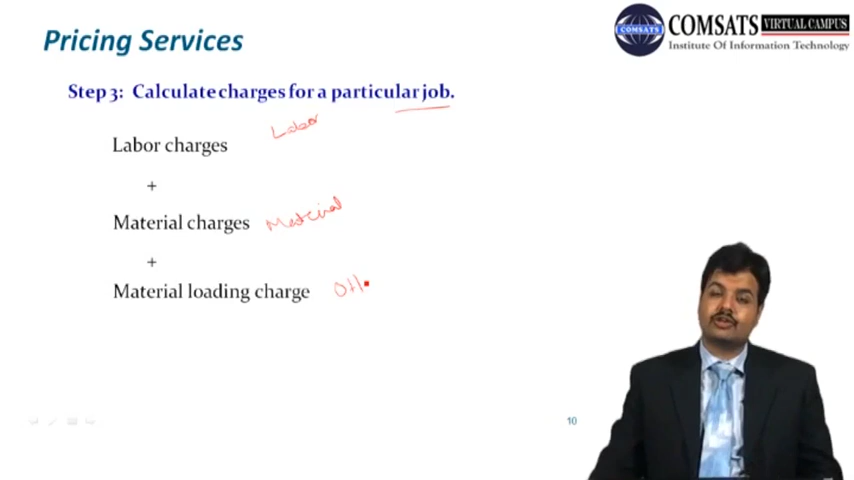 Pricing Services
COMSATS
COMSATS VIRTUAL CAMPUS
Institute Of Information Technology
Step 3: Calculate charges for a particular job.
Labor
Labor charges
+
Material charges Material
+
Material loading charge OH
10